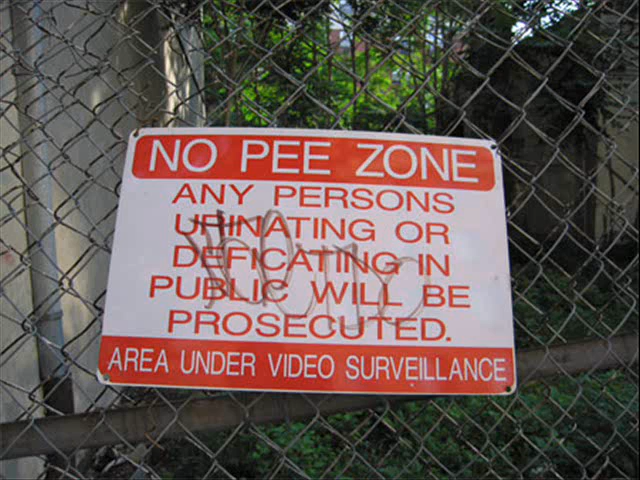 NO PEE ZONE
ANY PERSONS
URINATING OR
DEFICATING IN
PUBLIC WILL BE
PROSECUTED.
AREA UNDER VIDEO SURVEILLANCE